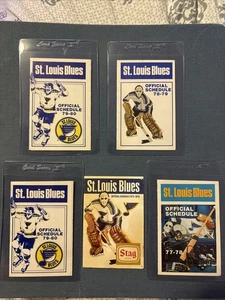 St. Louis Blues
OFFICIAL
SCHEDULE
79-80
St. Louis Blues
OFFICIAL
SCHEDULE
78-79
St. Louis Blues
OFFICIAL
SCHEDULE
79-80
St. Louis Blues
Stag
St. Louis Blues
OFFICIAL
SCHEDULE
77-78